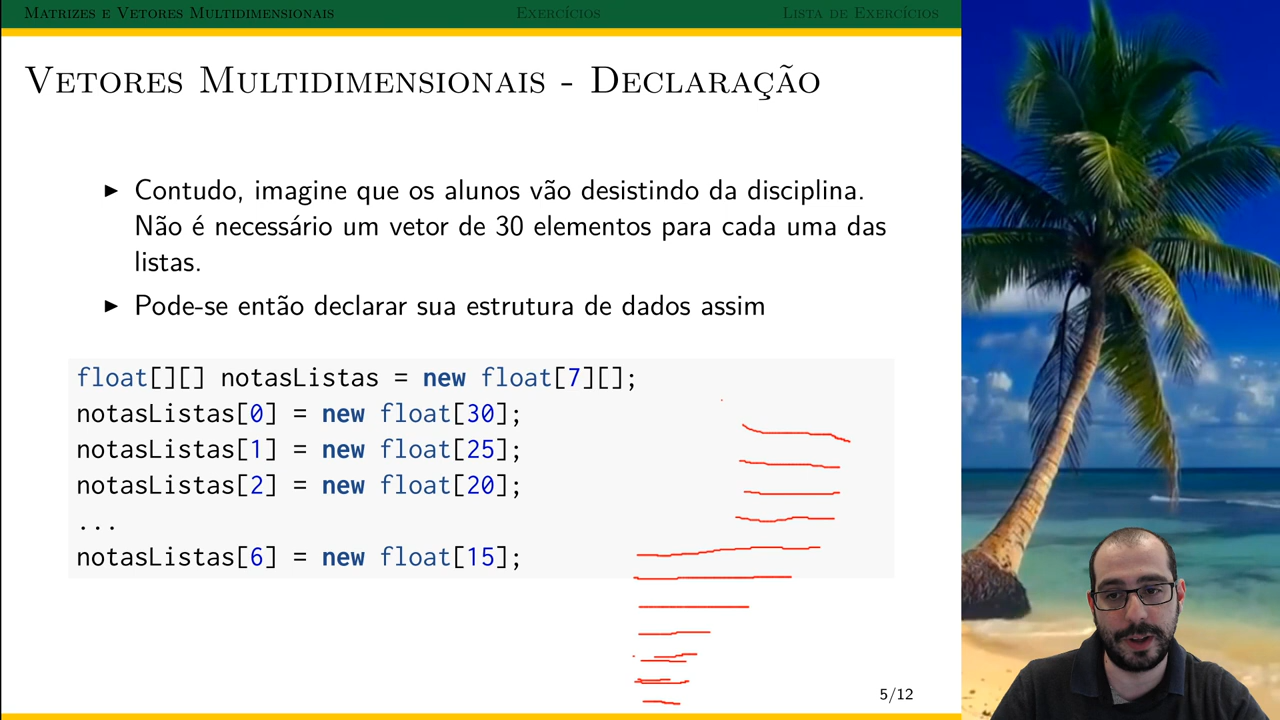 Matrizes e Vetores Multidimensionais Exercícios Lista de Exercícios
Vetores Multidimensionais - Declaração
Contudo, imagine que os alunos vão desistindo da disciplina.
Não é necessário um vetor de 30 elementos para cada uma das
listas.
Pode-se então declarar sua estrutura de dados assim
float[][] notasListas = new float[7][];
notasListas[0] = new float[30];
notasListas[1] = new float[25];
notasListas[2] = new float[20];
...
notasListas[6] = new float[15];
5/12